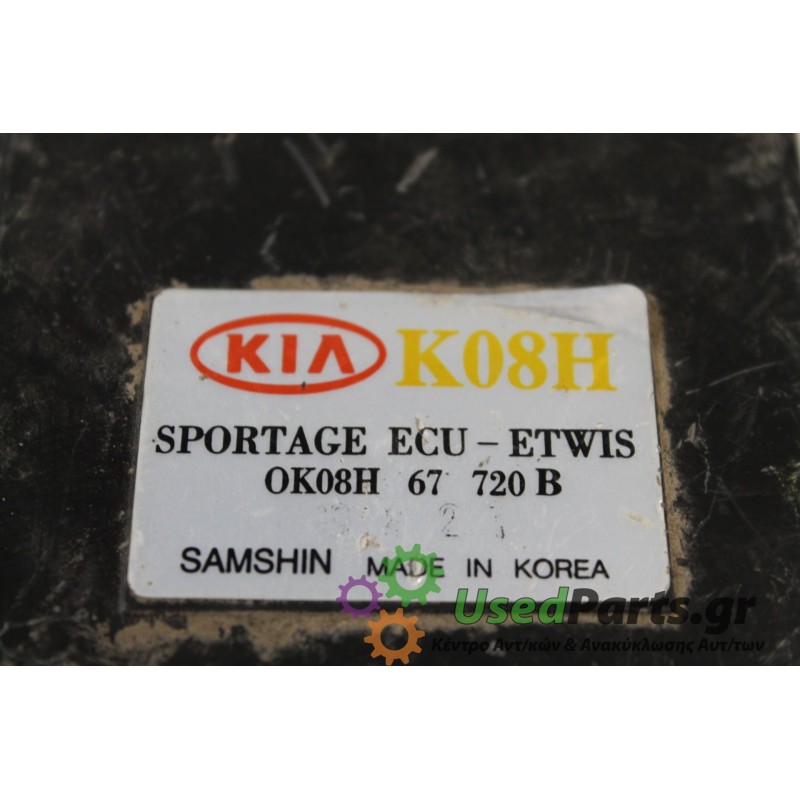 KIA K08H
SPORTAGE ECU - ETWIS
OK08H 67 720 B
SAMSHIN MADE IN KOREA
UsedParts.gr
Κέντρο Αντ/κών & Ανακύκλωσης Αυτ/των